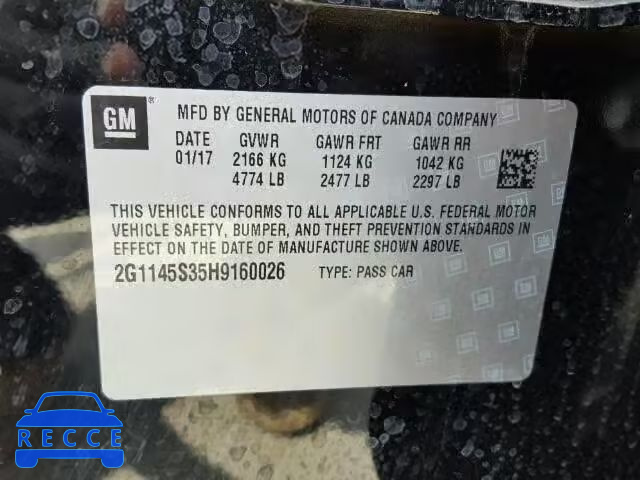 GM ®
MFD BY GENERAL MOTORS OF CANADA COMPANY
DATE GVWR GAWR FRT GAWR RR
01/17 2166 KG 1124 KG 1042 KG
4774 LB 2477 LB 2297 LB
THIS VEHICLE CONFORMS TO ALL APPLICABLE U.S. FEDERAL MOTOR
VEHICLE SAFETY, BUMPER, AND THEFT PREVENTION STANDARDS IN
EFFECT ON THE DATE OF MANUFACTURE SHOWN ABOVE.
2G1145S35H9160026 TYPE: PASS CAR
RECCE